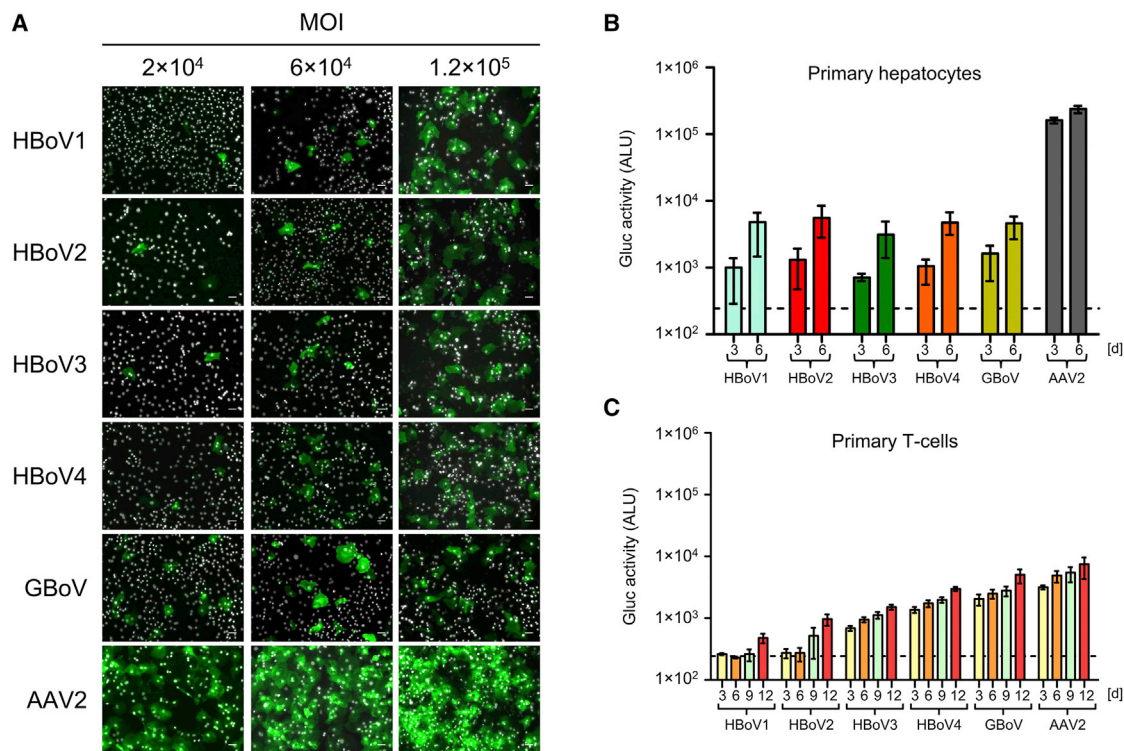 A
MOI
2×10⁴ 6×10⁴ 1.2×10⁵
HBoV1
HBoV2
HBoV3
HBoV4
GBoV
AAV2
B
Primary hepatocytes
Gluc activity (ALU)
1×10⁶
1×10⁵
1×10⁴
1×10³
1×10²
3 6 3 6 3 6 3 6 3 6 3 6 [d]
HBoV1 HBoV2 HBoV3 HBoV4 GBoV AAV2
C
Primary T-cells
Gluc activity (ALU)
1×10⁶
1×10⁵
1×10⁴
1×10³
1×10²
3 6 9 12 3 6 9 12 3 6 9 12 3 6 9 12 3 6 9 12 3 6 9 12 [d]
HBoV1 HBoV2 HBoV3 HBoV4 GBoV AAV2